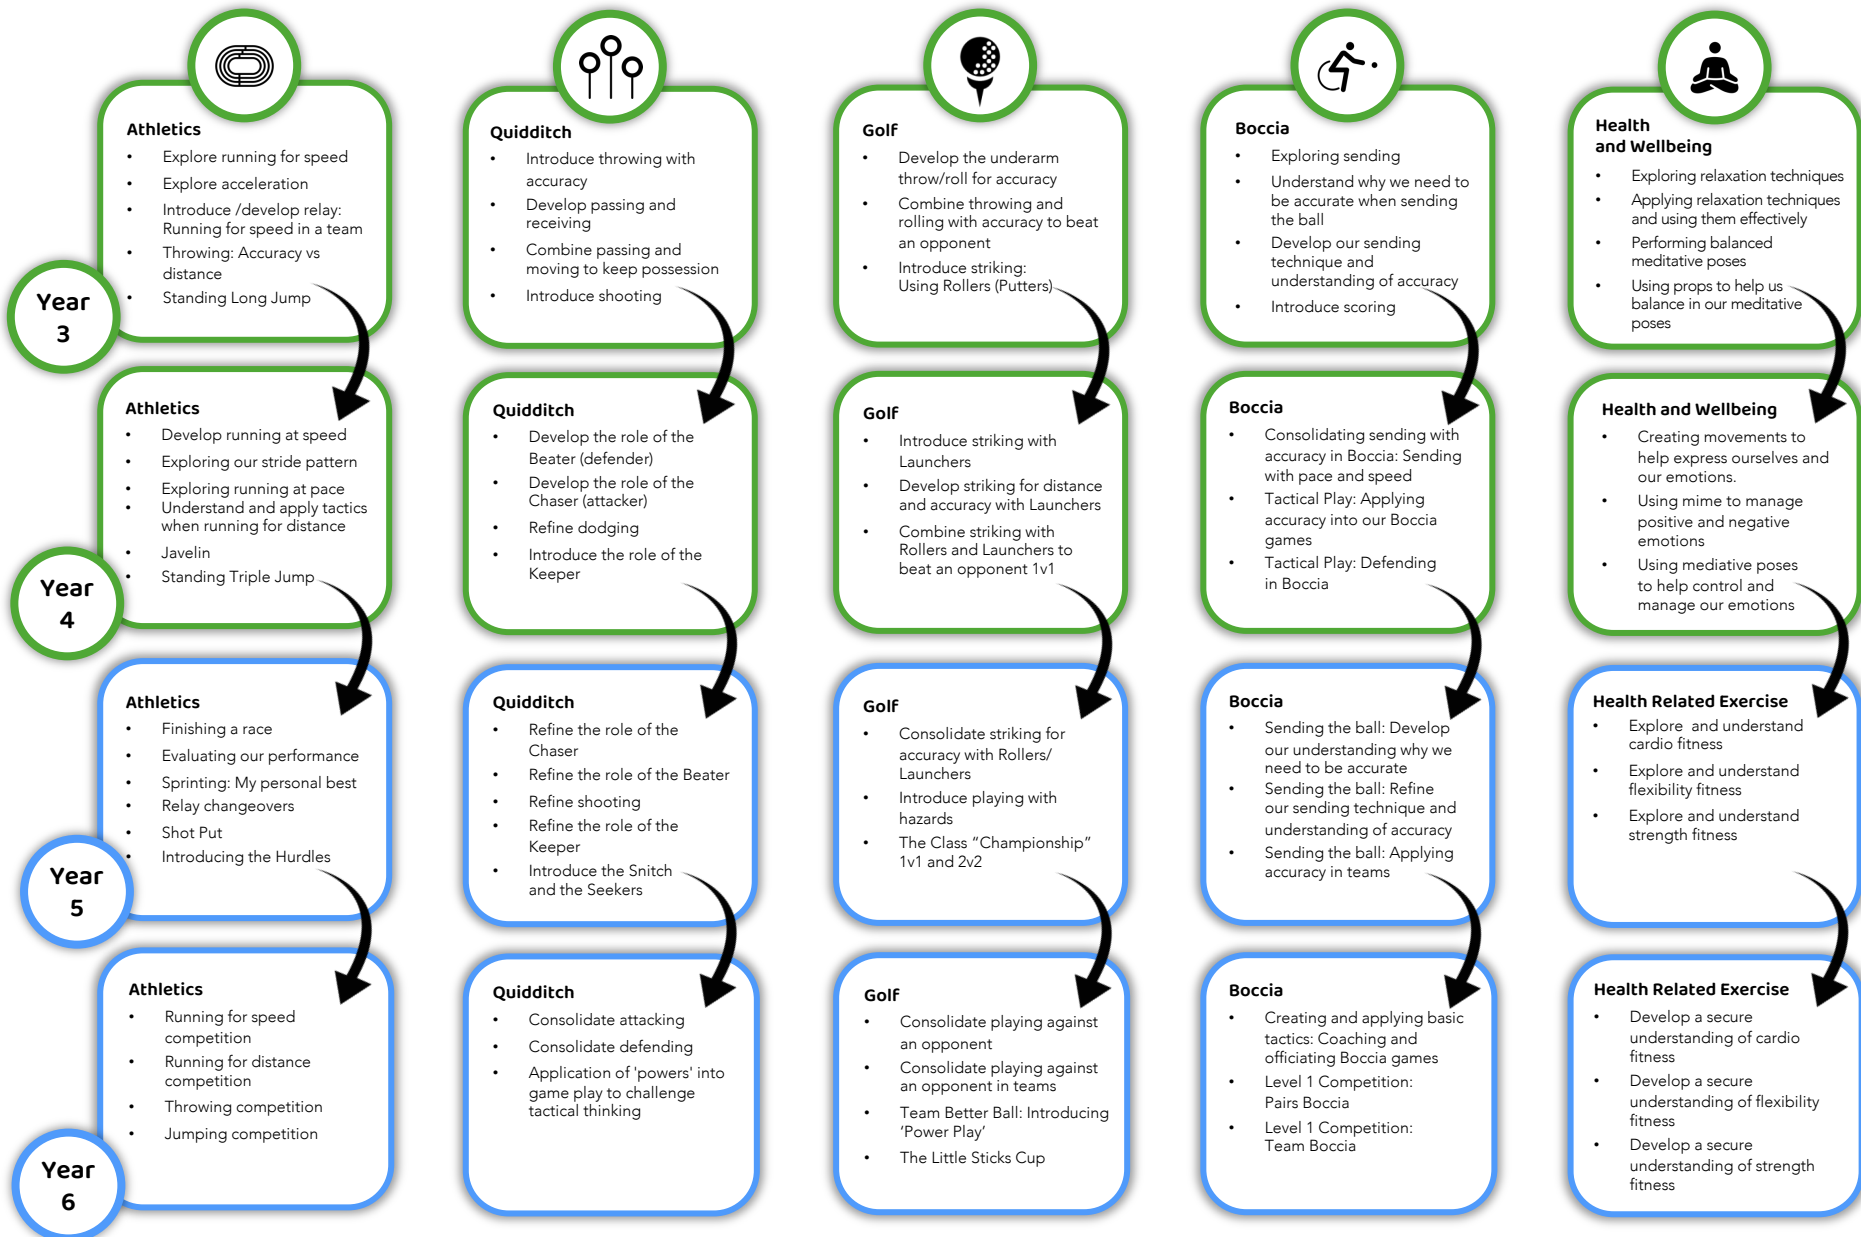 Year
3
Athletics
• Explore running for speed
• Explore acceleration
• Introduce /develop relay:
Running for speed in a team
• Throwing: Accuracy vs
distance
• Standing Long Jump
Quidditch
• Introduce throwing with
accuracy
• Develop passing and
receiving
• Combine passing and
moving to keep possession
• Introduce shooting
Golf
• Develop the underarm
throw/roll for accuracy
• Combine throwing and
rolling with accuracy to beat
an opponent
• Introduce striking:
Using Rollers (Putters)
Boccia
• Exploring sending
• Understand why we need to
be accurate when sending
the ball
• Develop our sending
technique and
understanding of accuracy
• Introduce scoring
Health
and Wellbeing
• Exploring relaxation techniques
• Applying relaxation techniques
and using them effectively
• Performing balanced
meditative poses
• Using props to help us
balance in our meditative
poses
Year
4
Athletics
• Develop running at speed
• Exploring our stride pattern
• Exploring running at pace
• Understand and apply tactics
when running for distance
• Javelin
• Standing Triple Jump
Quidditch
• Develop the role of the
Beater (defender)
• Develop the role of the
Chaser (attacker)
• Refine dodging
• Introduce the role of the
Keeper
Golf
• Introduce striking with
Launchers
• Develop striking for distance
and accuracy with Launchers
• Combine striking with
Rollers and Launchers to
beat an opponent 1v1
Boccia
• Consolidating sending with
accuracy in Boccia: Sending
with pace and speed
• Tactical Play: Applying
accuracy into our Boccia
games
• Tactical Play: Defending
in Boccia
Health and Wellbeing
• Creating movements to
help express ourselves and
our emotions.
• Using mime to manage
positive and negative
emotions
• Using mediative poses
to help control and
manage our emotions
Year
5
Athletics
• Finishing a race
• Evaluating our performance
• Sprinting: My personal best
• Relay changeovers
• Shot Put
• Introducing the Hurdles
Quidditch
• Refine the role of the
Chaser
• Refine the role of the Beater
• Refine shooting
• Refine the role of the
Keeper
• Introduce the Snitch
and the Seekers
Golf
• Consolidate striking for
accuracy with Rollers/
Launchers
• Introduce playing with
hazards
• The Class “Championship”
1v1 and 2v2
Boccia
• Sending the ball: Develop
our understanding why we
need to be accurate
• Sending the ball: Refine
our sending technique and
understanding of accuracy
• Sending the ball: Applying
accuracy in teams
Health Related Exercise
• Explore and understand
cardio fitness
• Explore and understand
flexibility fitness
• Explore and understand
strength fitness
Year
6
Athletics
• Running for speed
competition
• Running for distance
competition
• Throwing competition
• Jumping competition
Quidditch
• Consolidate attacking
• Consolidate defending
• Application of 'powers' into
game play to challenge
tactical thinking
Golf
• Consolidate playing against
an opponent
• Consolidate playing against
an opponent in teams
• Team Better Ball: Introducing
‘Power Play’
• The Little Sticks Cup
Boccia
• Creating and applying basic
tactics: Coaching and
officiating Boccia games
• Level 1 Competition:
Pairs Boccia
• Level 1 Competition:
Team Boccia
Health Related Exercise
• Develop a secure
understanding of cardio
fitness
• Develop a secure
understanding of flexibility
fitness
• Develop a secure
understanding of strength
fitness